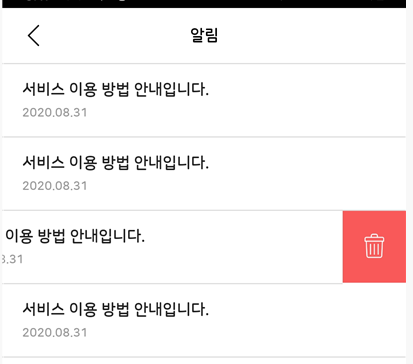 알림
서비스 이용 방법 안내입니다.
2020.08.31
서비스 이용 방법 안내입니다.
2020.08.31
이용 방법 안내입니다.
.31
서비스 이용 방법 안내입니다.
2020.08.31